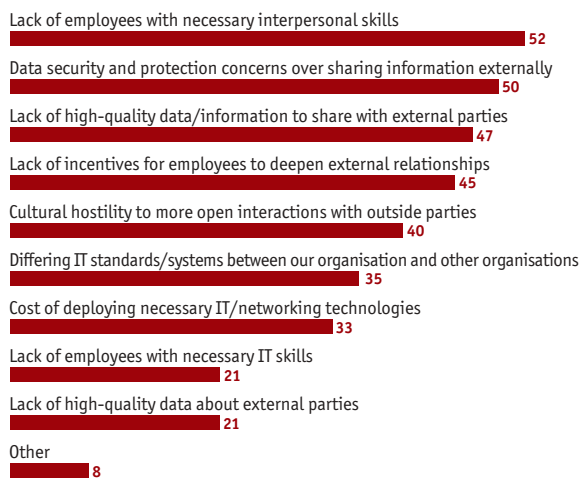 Lack of employees with necessary interpersonal skills
52
Data security and protection concerns over sharing information externally
50
Lack of high-quality data/information to share with external parties
47
Lack of incentives for employees to deepen external relationships
45
Cultural hostility to more open interactions with outside parties
40
Differing IT standards/systems between our organisation and other organisations
35
Cost of deploying necessary IT/networking technologies
33
Lack of employees with necessary IT skills
21
Lack of high-quality data about external parties
21
Other
8